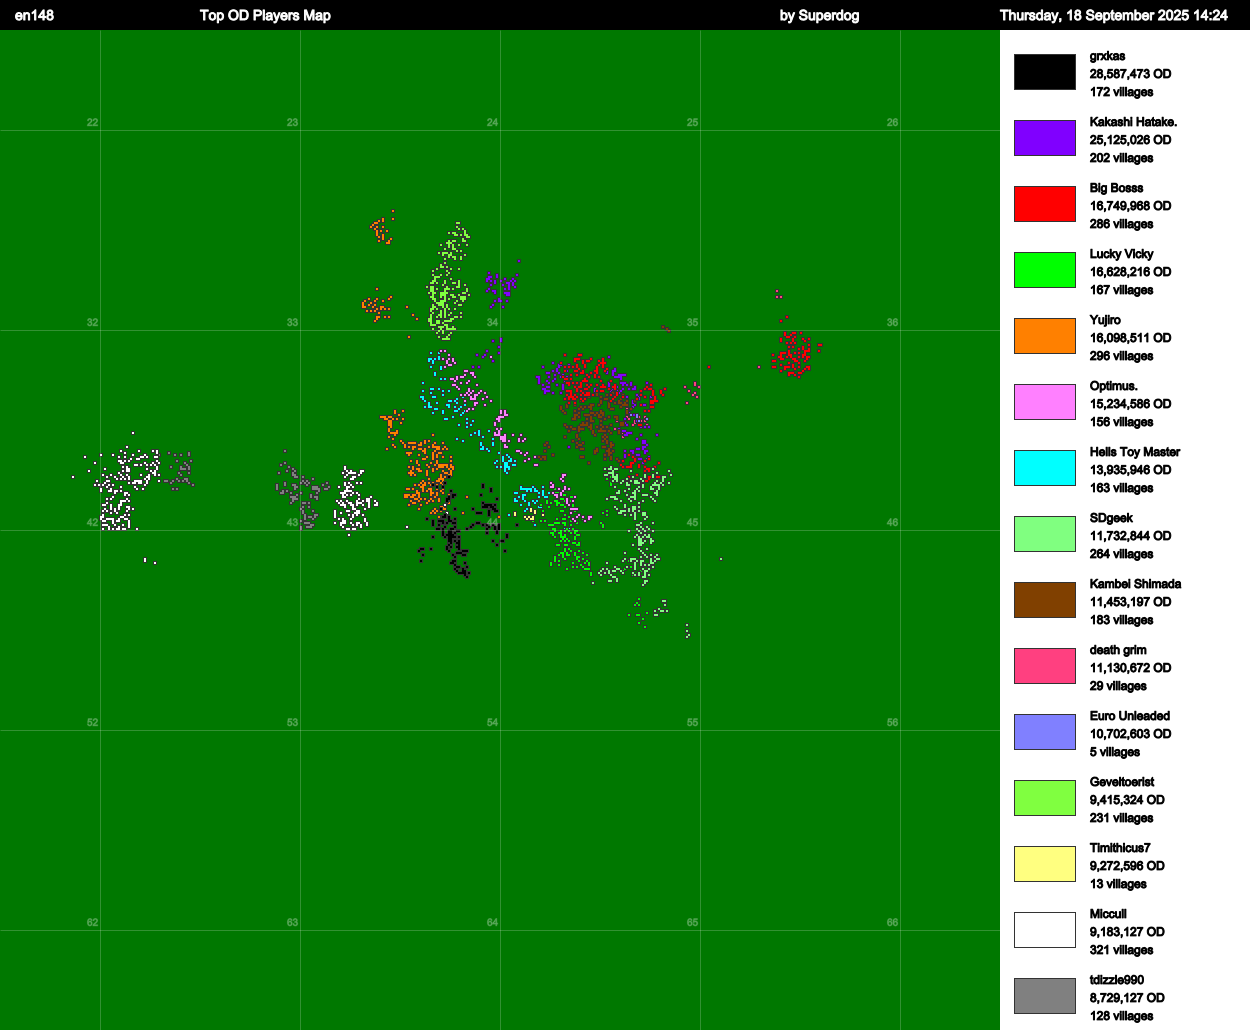 en148 Top OD Players Map by Superdog Thursday, 18 September 2025 14:24
grxkas
28,587,473 OD
172 villages
22 23 24 25 26
Kakashi Hatake.
25,125,026 OD
202 villages
Big Bosss
16,749,968 OD
286 villages
Lucky Vicky
16,628,216 OD
167 villages
32 33 34 35 36
Yujiro
16,098,511 OD
296 villages
Optimus.
15,234,586 OD
156 villages
Hells Toy Master
13,935,946 OD
163 villages
42 43 44 45 46
SDgeek
11,732,844 OD
264 villages
Kambei Shimada
11,453,197 OD
183 villages
death grim
11,130,672 OD
29 villages
52 53 54 55 56
Euro Unleaded
10,702,603 OD
5 villages
Geveltoerist
9,415,324 OD
231 villages
Timithicus7
9,272,596 OD
13 villages
62 63 64 65 66
Miccull
9,183,127 OD
321 villages
tdizzle990
8,729,127 OD
128 villages